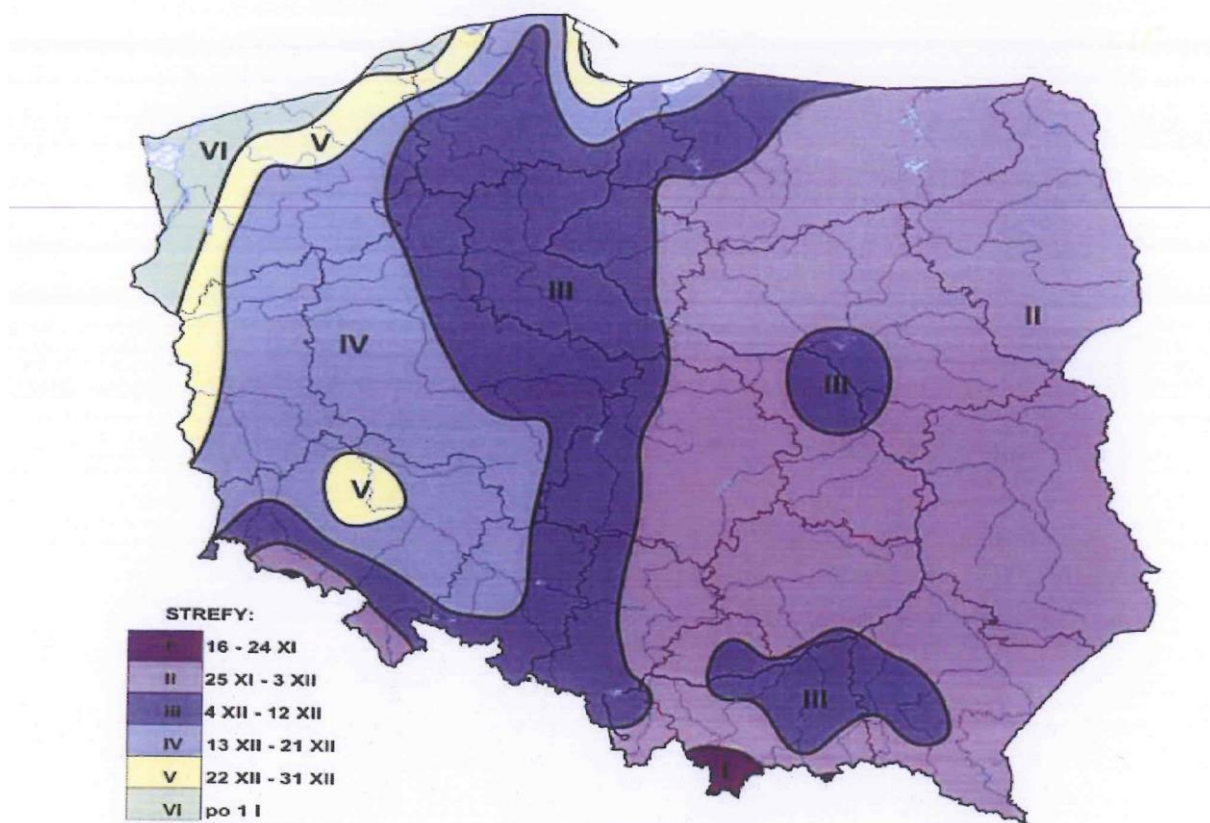 VI
V
III
II
IV
III
V
III
I
STREFY:
I 16 - 24 XI
II 25 XI - 3 XII
III 4 XII - 12 XII
IV 13 XII - 21 XII
V 22 XII - 31 XII
VI po 1 I